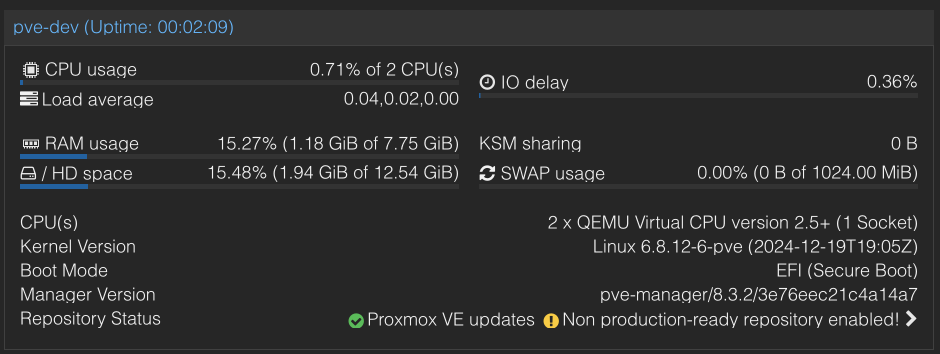 pve-dev (Uptime: 00:02:09)
CPU usage 0.71% of 2 CPU(s)
IO delay 0.36%
Load average 0.04,0.02,0.00
RAM usage 15.27% (1.18 GiB of 7.75 GiB)
KSM sharing 0 B
/ HD space 15.48% (1.94 GiB of 12.54 GiB)
SWAP usage 0.00% (0 B of 1024.00 MiB)
CPU(s) 2 x QEMU Virtual CPU version 2.5+ (1 Socket)
Kernel Version Linux 6.8.12-6-pve (2024-12-19T19:05Z)
Boot Mode EFI (Secure Boot)
Manager Version pve-manager/8.3.2/3e76eec21c4a14a7
Repository Status Proxmox VE updates Non production-ready repository enabled!